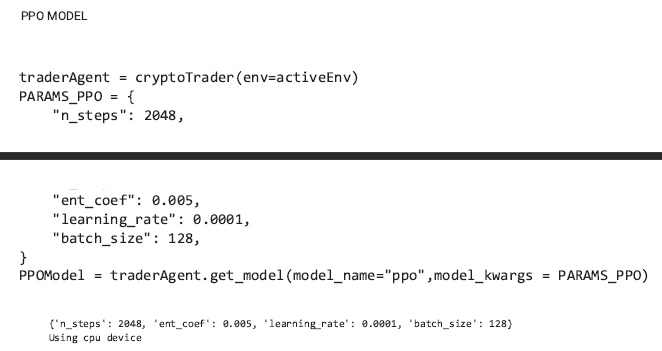 PPO MODEL
traderAgent = cryptoTrader(env=activeEnv)
PARAMS_PPO = {
    "n_steps": 2048,
    "ent_coef": 0.005,
    "learning_rate": 0.0001,
    "batch_size": 128,
}
PPOModel = traderAgent.get_model(model_name="ppo",model_kwargs = PARAMS_PPO)
{'n_steps': 2048, 'ent_coef': 0.005, 'learning_rate': 0.0001, 'batch_size': 128}
Using cpu device